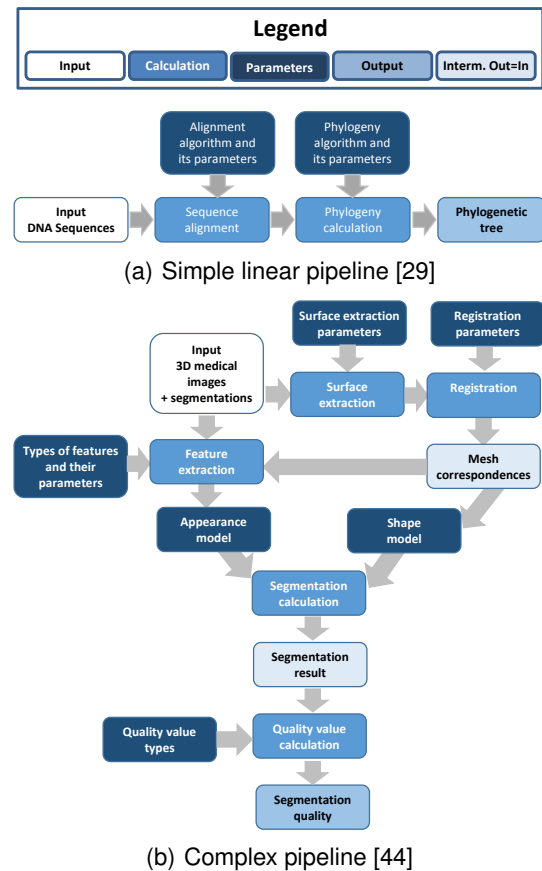 Legend
Input
Calculation
Parameters
Output
Interm. Out=In
Alignment
algorithm and
its parameters
Phylogeny
algorithm and
its parameters
Input
DNA Sequences
Sequence
alignment
Phylogeny
calculation
Phylogenetic
tree
(a) Simple linear pipeline [29]
Surface extraction
parameters
Registration
parameters
Input
3D medical
images
+ segmentations
Surface
extraction
Registration
Types of features
and their
parameters
Feature
extraction
Mesh
correspondences
Appearance
model
Shape
model
Segmentation
calculation
Segmentation
result
Quality value
types
Quality value
calculation
Segmentation
quality
(b) Complex pipeline [44]